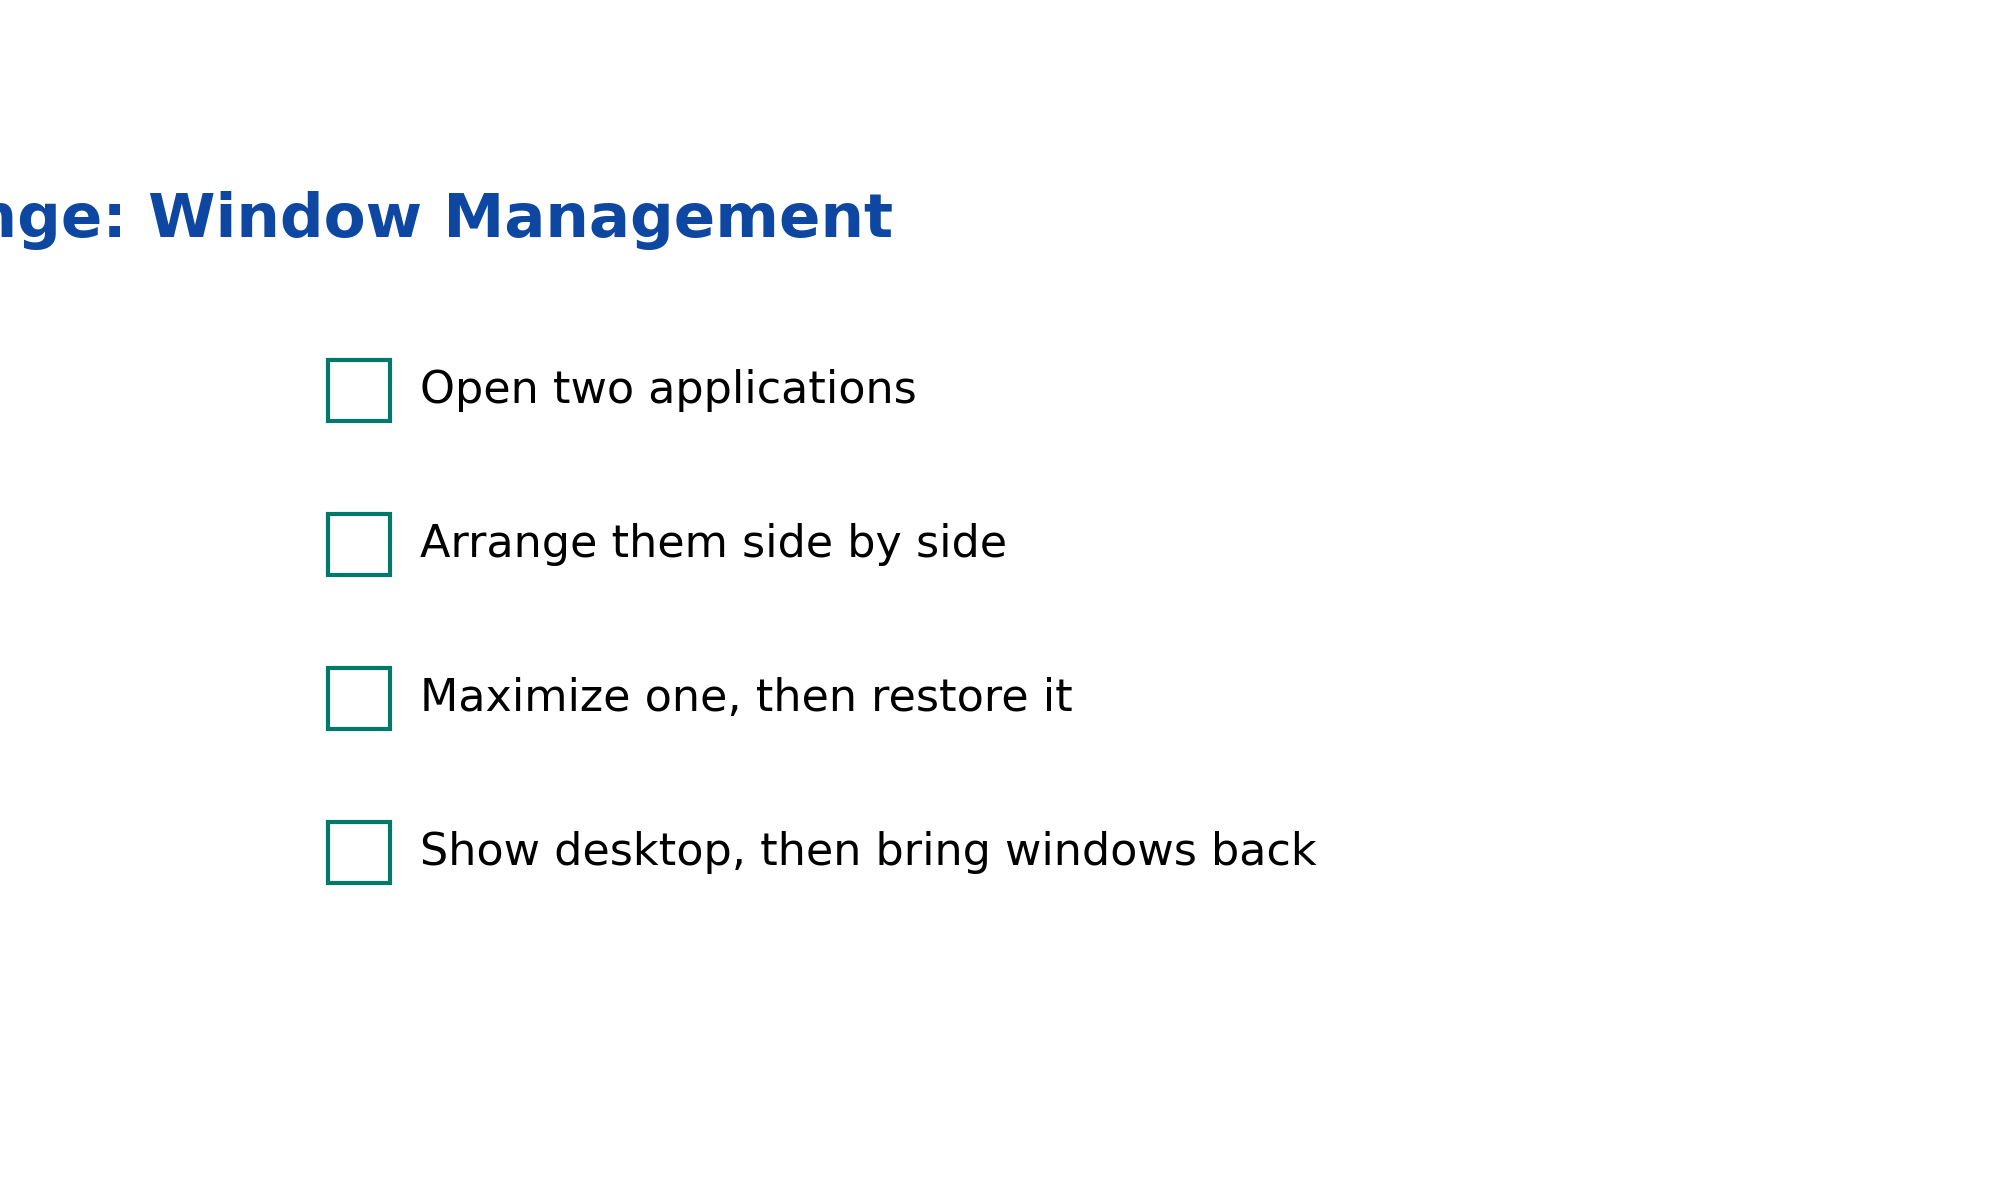 Window Management
Open two applications
Arrange them side by side
Maximize one, then restore it
Show desktop, then bring windows back